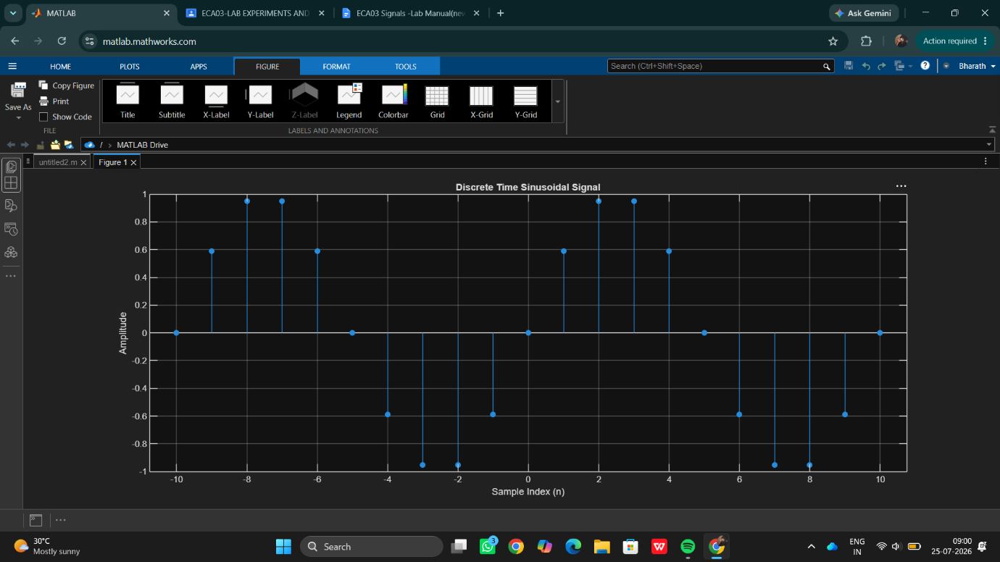 MATLAB
ECA03-LAB EXPERIMENTS AND
ECA03 Signals -Lab Manual(new
Ask Gemini
matlab.mathworks.com
Action required
HOME PLOTS APPS FIGURE FORMAT TOOLS
Search (Ctrl+Shift+Space)
Bharath
Save As
Copy Figure
Print
Show Code
FILE
Title Subtitle X-Label Y-Label Z-Label Legend Colorbar Grid X-Grid Y-Grid
LABELS AND ANNOTATIONS
/ > MATLAB Drive
untitled2.m
Figure 1
Discrete Time Sinusoidal Signal
1
0.8
0.6
0.4
0.2
0
-0.2
-0.4
-0.6
-0.8
-1
Amplitude
-10 -8 -6 -4 -2 0 2 4 6 8 10
Sample Index (n)
30°C
Mostly sunny
Search
3
ENG
IN
09:00
25-07-2026